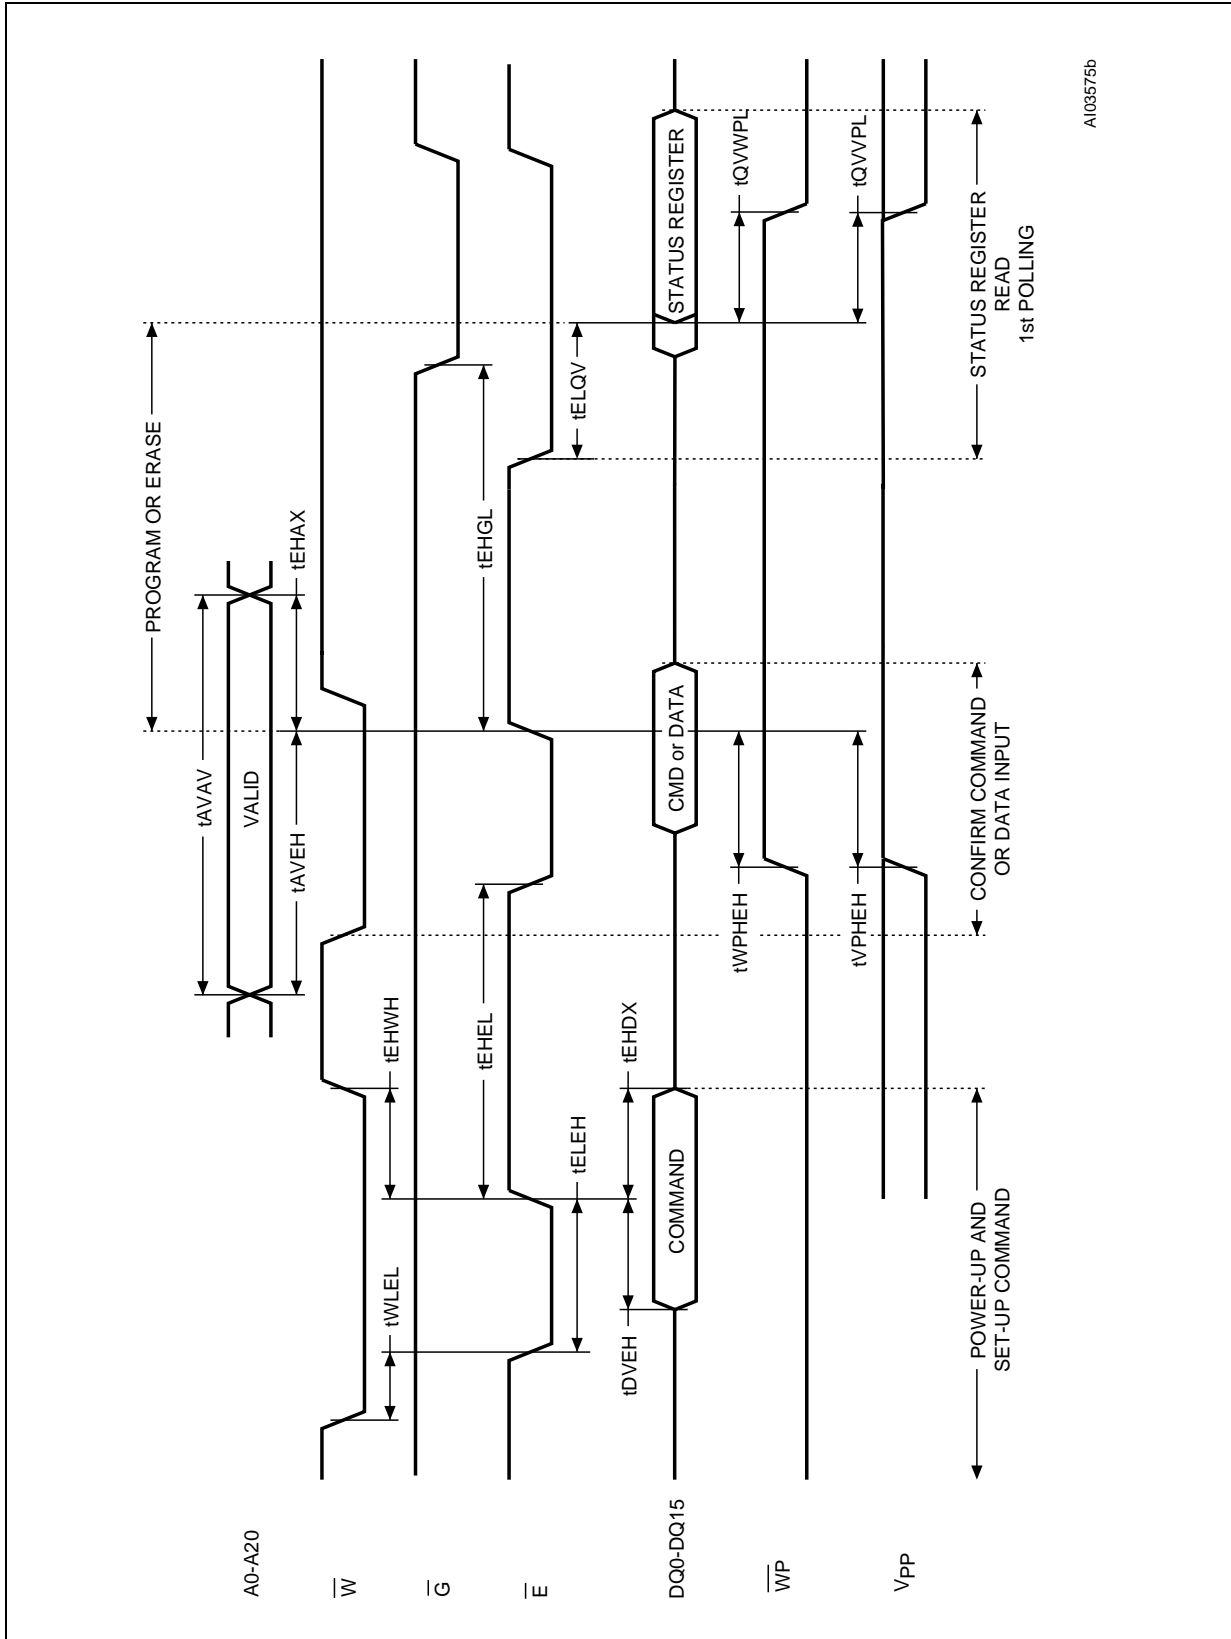 A0-A20
VALID
tAVAV
tAVEH
tEHAX
PROGRAM OR ERASE
W
tWLEL
tEHWH
G
tEHEL
tEHGL
E
tELEH
tELQV
tDVEH
tEHDX
DQ0-DQ15
COMMAND
CMD or DATA
STATUS REGISTER
tWPHEH
tQVWPL
WP
tVPHEH
tQVVPL
VPP
POWER-UP AND
SET-UP COMMAND
CONFIRM COMMAND
OR DATA INPUT
STATUS REGISTER
READ
1st POLLING
AI03575b